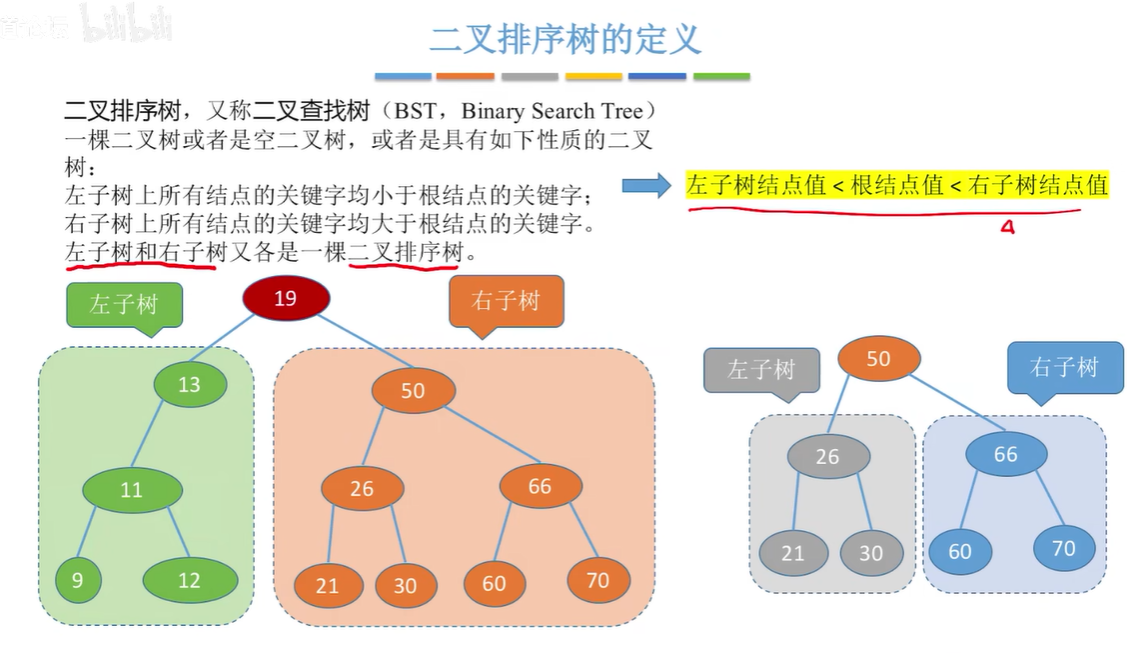 bilibili
二叉排序树的定义
二叉排序树，又称二叉查找树（BST，Binary Search Tree）
一棵二叉树或者是空二叉树，或者是具有如下性质的二叉
树：
左子树上所有结点的关键字均小于根结点的关键字；
右子树上所有结点的关键字均大于根结点的关键字。
左子树和右子树又各是一棵二叉排序树。
左子树结点值 < 根结点值 < 右子树结点值
左子树
19
右子树
13
50
11
26
66
9
12
21
30
60
70
左子树
50
右子树
26
66
21
30
60
70